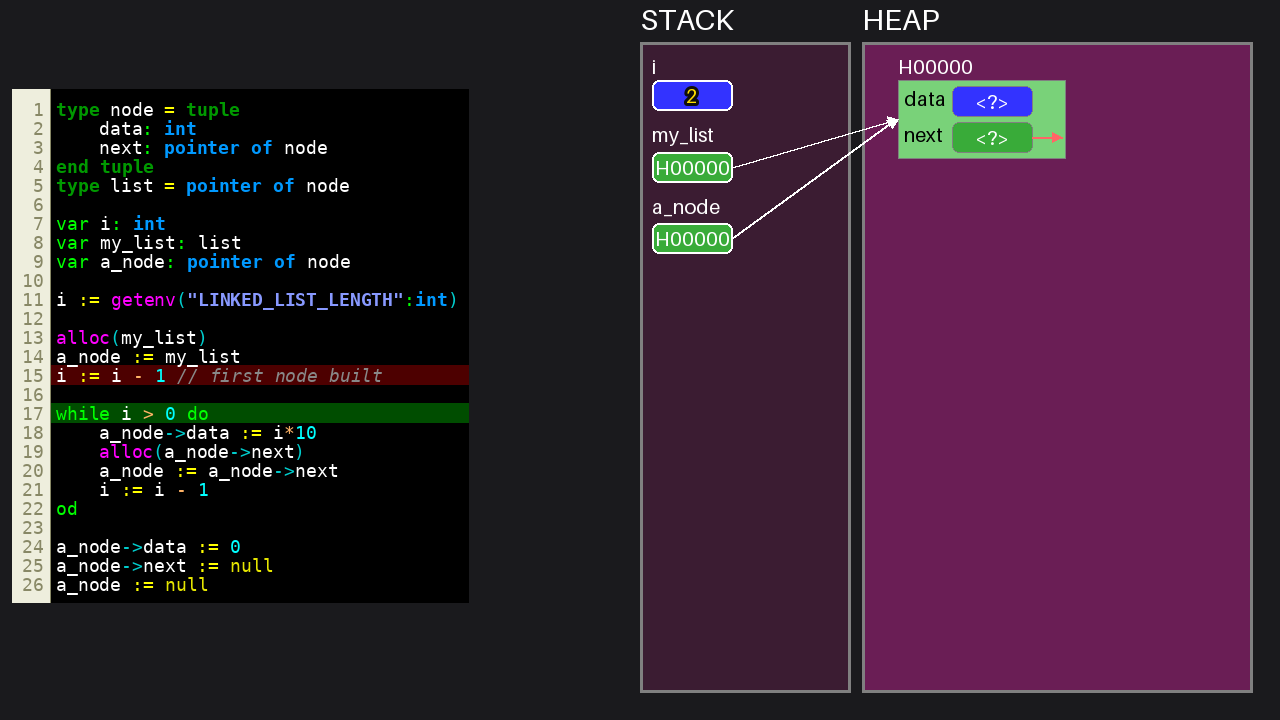 1 type node = tuple
2     data: int
3     next: pointer of node
4 end tuple
5 type list = pointer of node
6
7 var i: int
8 var my_list: list
9 var a_node: pointer of node
10
11 i := getenv("LINKED_LIST_LENGTH":int)
12
13 alloc(my_list)
14 a_node := my_list
15 i := i - 1 // first node built
16
17 while i > 0 do
18     a_node->data := i*10
19     alloc(a_node->next)
20     a_node := a_node->next
21     i := i - 1
22 od
23
24 a_node->data := 0
25 a_node->next := null
26 a_node := null
STACK
i
2
my_list
H00000
a_node
H00000
HEAP
H00000
data <?>
next <?>